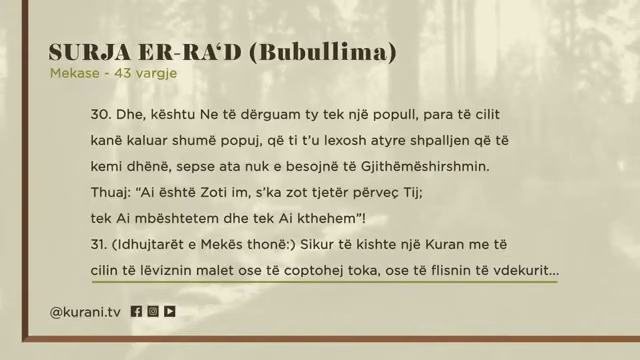 SURJA ER-RA‘D (Bubullima)
Mekase - 43 vargje
30. Dhe, kështu Ne të dërguam ty tek një popull, para të cilit
kanë kaluar shumë popuj, që ti t’u lexosh atyre shpalljen që të
kemi dhënë, sepse ata nuk e besojnë të Gjithëmëshirshmin.
Thuaj: “Ai është Zoti im, s’ka zot tjetër përveç Tij;
tek Ai mbështetem dhe tek Ai kthehem”!
31. (Idhujtarët e Mekës thonë:) Sikur të kishte një Kuran me të
cilin të lëviznin malet ose të coptohej toka, ose të flisnin të vdekurit...
@kurani.tv